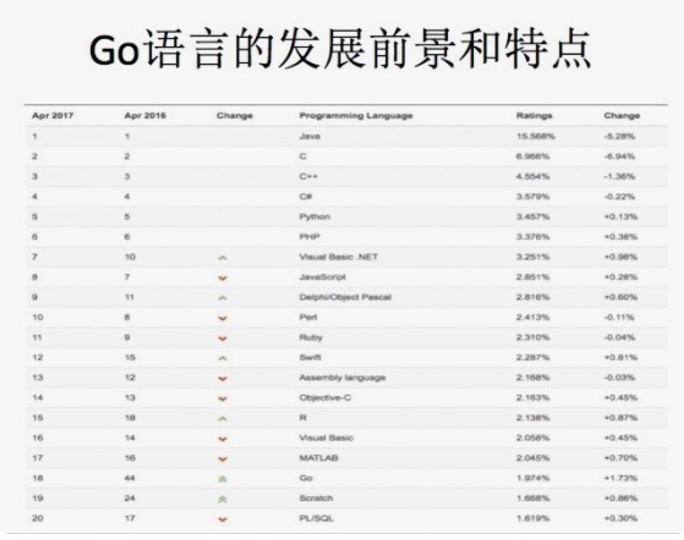 Go语言的发展前景和特点
Apr 2017 Apr 2016 Change Programming Language Ratings Change
1 1 Java 15.568% -5.28%
2 2 C 6.966% -6.94%
3 3 C++ 4.554% -1.36%
4 4 C# 3.579% -0.22%
5 5 Python 3.457% +0.13%
6 6 PHP 3.376% +0.38%
7 10 Visual Basic .NET 3.251% +0.98%
8 7 JavaScript 2.851% +0.28%
9 11 Delphi/Object Pascal 2.816% +0.60%
10 8 Perl 2.413% -0.11%
11 9 Ruby 2.310% -0.04%
12 15 Swift 2.287% +0.81%
13 12 Assembly language 2.168% -0.03%
14 13 Objective-C 2.163% +0.45%
15 18 R 2.138% +0.87%
16 14 Visual Basic 2.058% +0.45%
17 16 MATLAB 2.045% +0.70%
18 44 Go 1.974% +1.73%
19 24 Scratch 1.668% +0.86%
20 17 PL/SQL 1.619% +0.30%